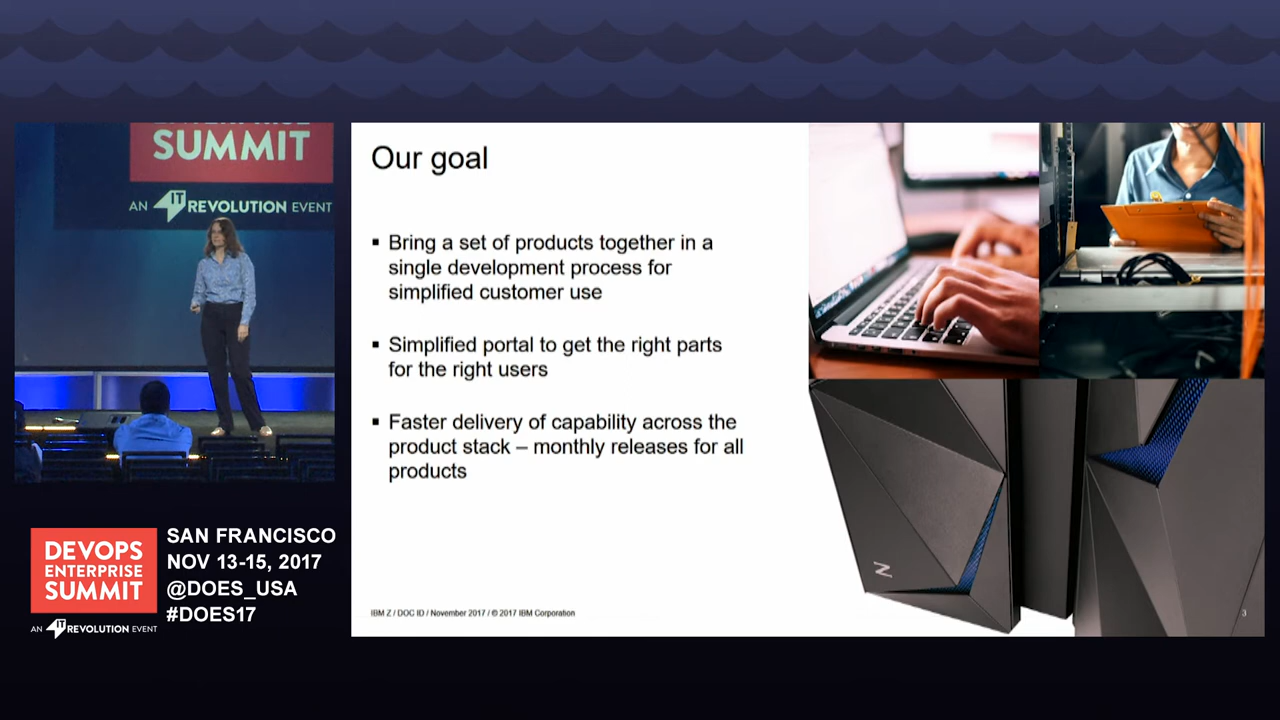 SUMMIT
AN IT REVOLUTION EVENT
Our goal
▪ Bring a set of products together in a
single development process for
simplified customer use
▪ Simplified portal to get the right parts
for the right users
▪ Faster delivery of capability across the
product stack – monthly releases for all
products
Z
IBM Z / DOC ID / November 2017 / © 2017 IBM Corporation
3
DEVOPS
ENTERPRISE
SUMMIT
AN IT REVOLUTION EVENT
SAN FRANCISCO
NOV 13-15, 2017
@DOES_USA
#DOES17